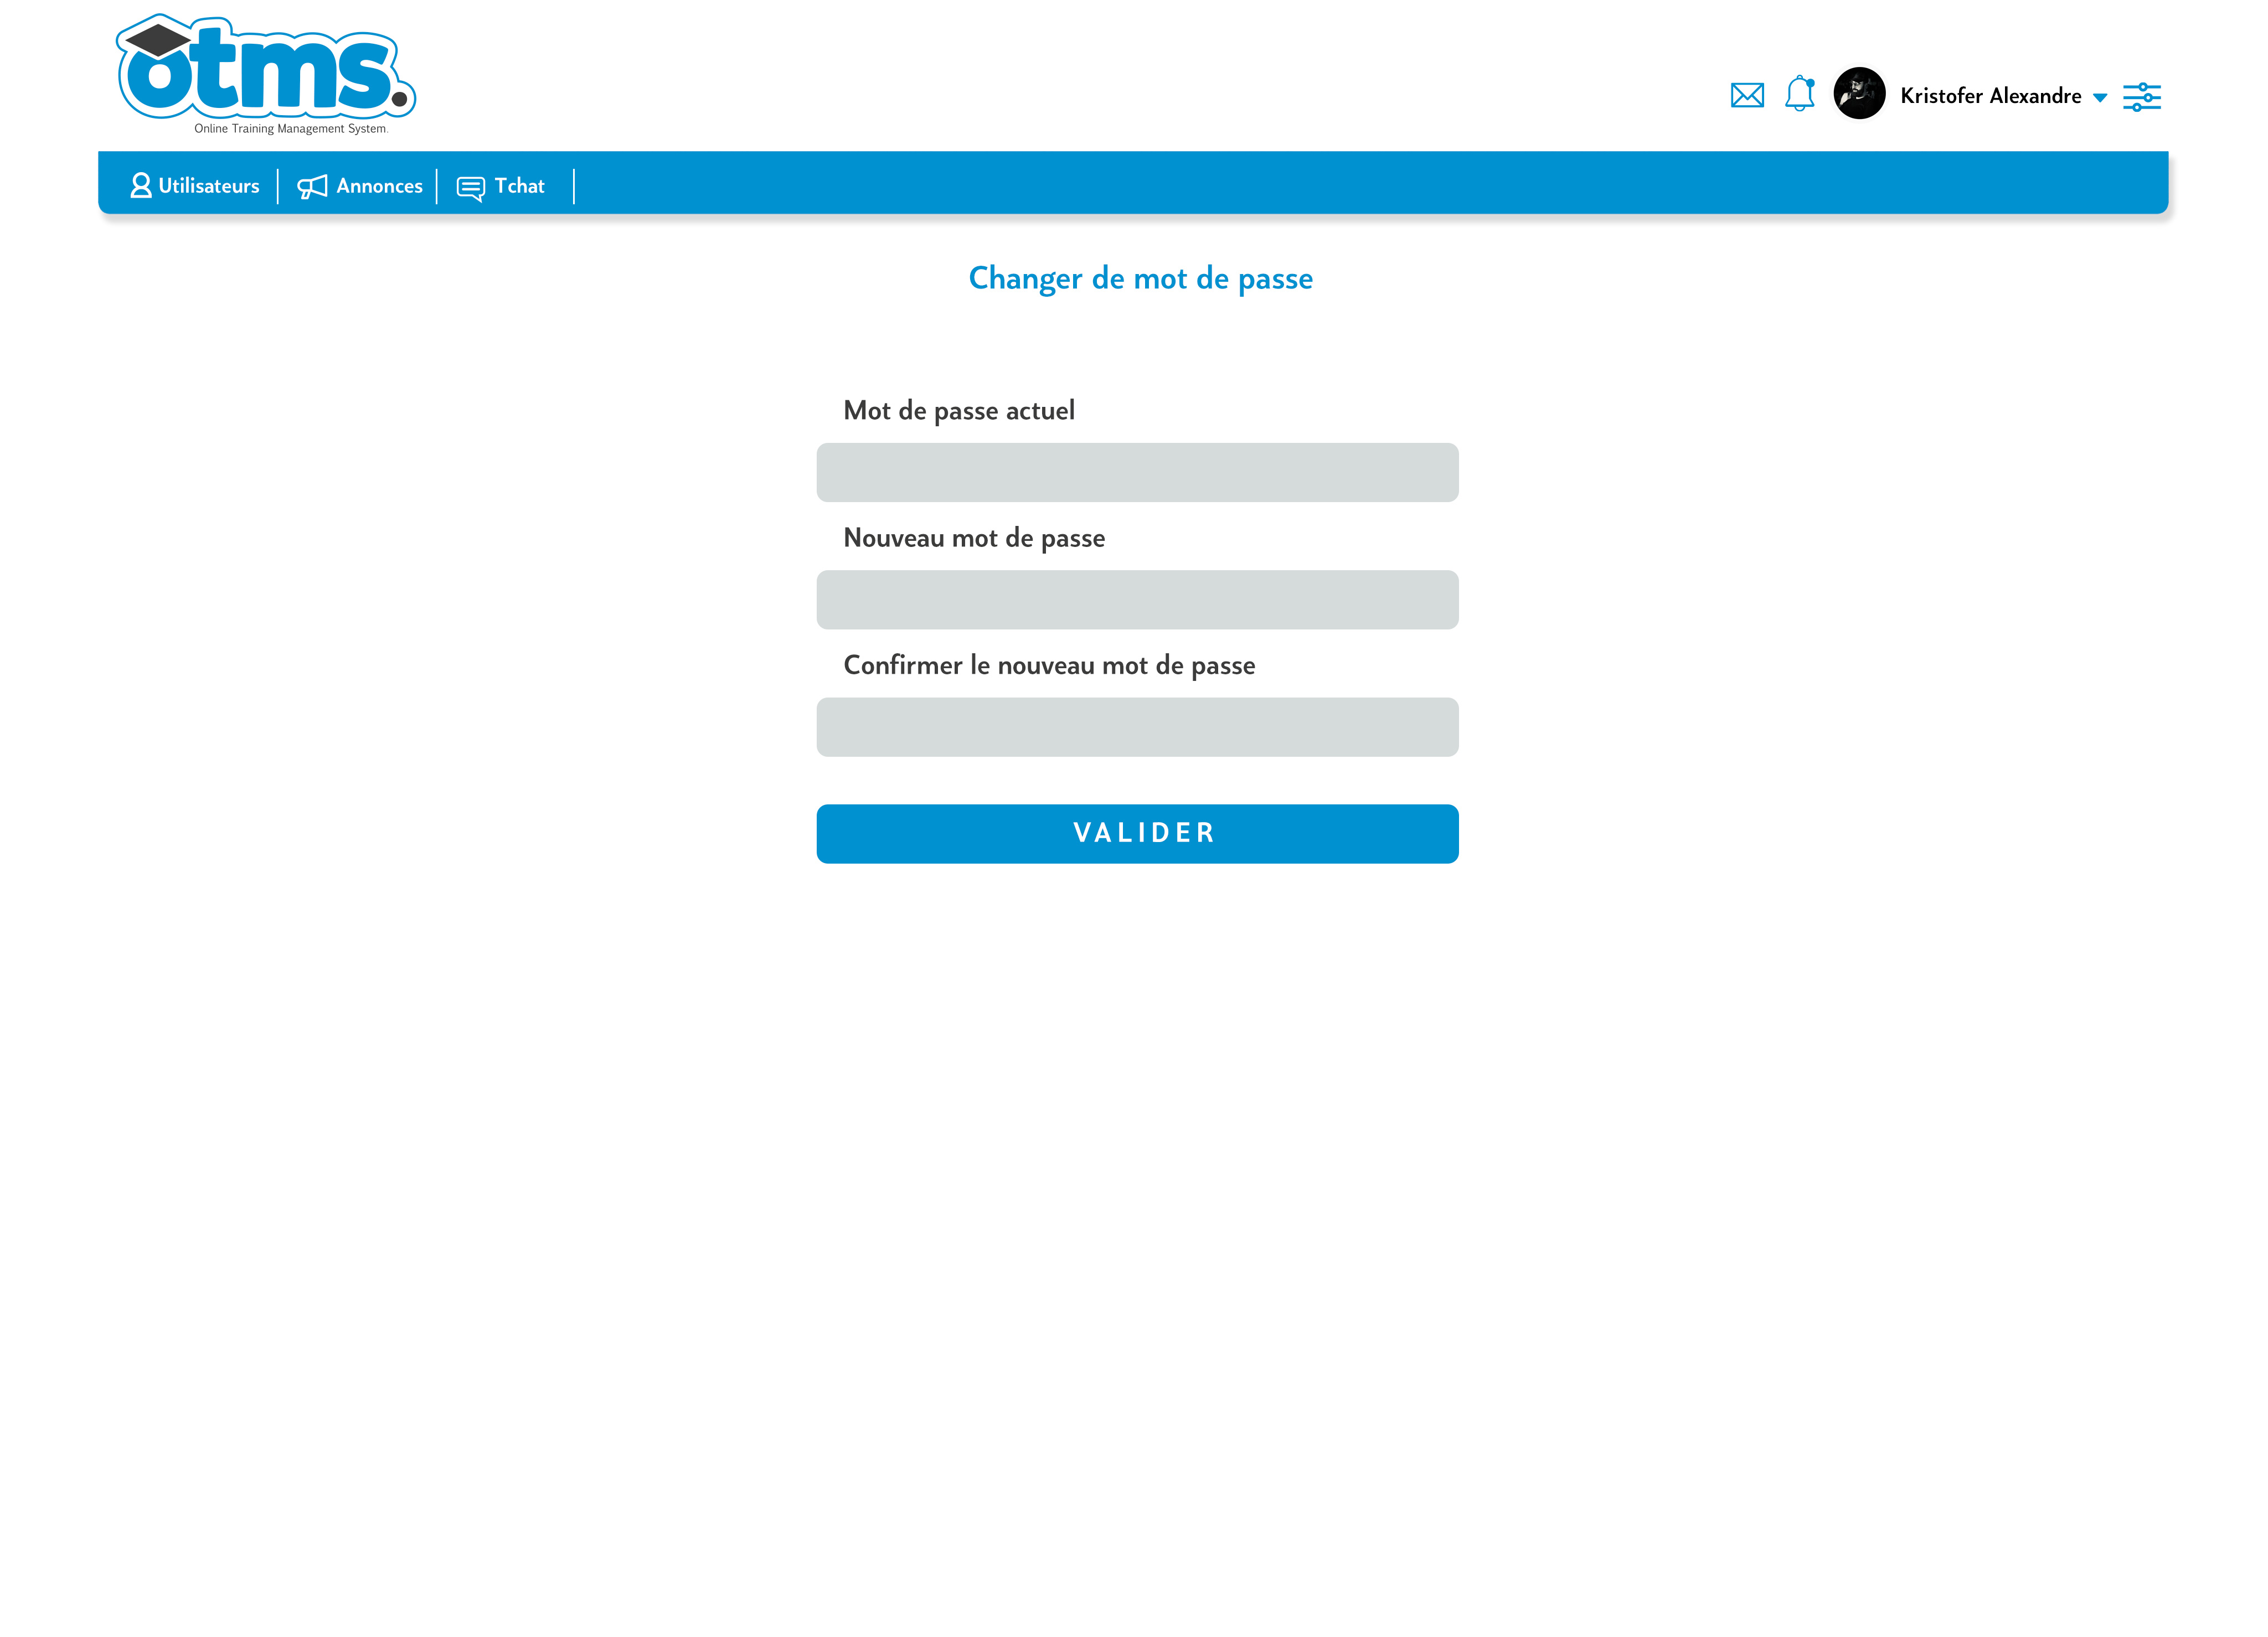 otms.
Online Training Management System.
Kristofer Alexandre
Utilisateurs
Annonces
Tchat
Changer de mot de passe
Mot de passe actuel
Nouveau mot de passe
Confirmer le nouveau mot de passe
VALIDER